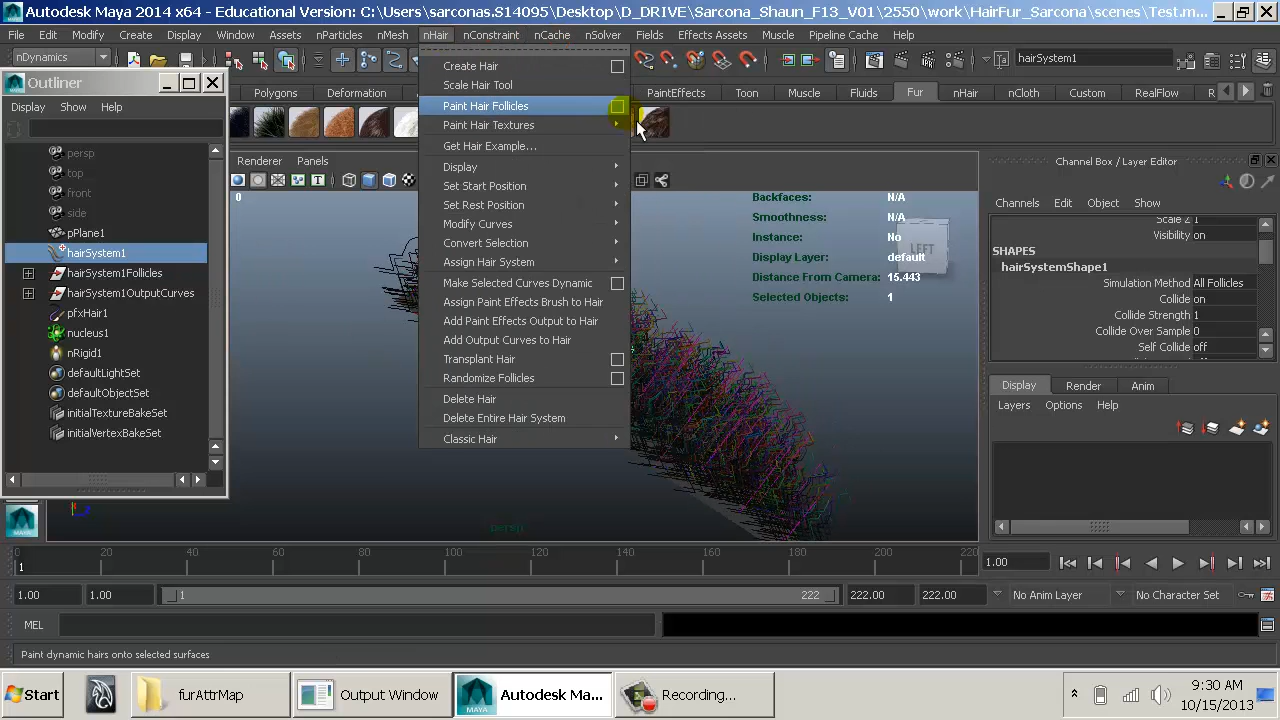 Autodesk Maya 2014 x64 - Educational Version: C:\Users\sarconas.S14095\Desktop\D_DRIVE\Sarcona_Shaun_F13_V01\2550\work\HairFur_Sarcona\scenes\Test.m...
File Edit Modify Create Display Window Assets nParticles nMesh nHair nConstraint nCache nSolver Fields Effects Assets Muscle Pipeline Cache Help
nDynamics
hairSystem1
Outliner
Display Show Help
Polygons Deformation PaintEffects Toon Muscle Fluids Fur nHair nCloth Custom RealFlow
Create Hair
Scale Hair Tool
Paint Hair Follicles
Paint Hair Textures
Get Hair Example...
Display
Set Start Position
Set Rest Position
Modify Curves
Convert Selection
Assign Hair System
Make Selected Curves Dynamic
Assign Paint Effects Brush to Hair
Add Paint Effects Output to Hair
Add Output Curves to Hair
Transplant Hair
Randomize Follicles
Delete Hair
Delete Entire Hair System
Classic Hair
persp
top
front
side
pPlane1
hairSystem1
hairSystem1Follicles
hairSystem1OutputCurves
pfxHair1
nucleus1
nRigid1
defaultLightSet
defaultObjectSet
initialTextureBakeSet
initialVertexBakeSet
Renderer Panels
0
Backfaces: N/A
Smoothness: N/A
Instance: No
Display Layer: default
Distance From Camera: 15.443
Selected Objects: 1
LEFT
persp
Channel Box / Layer Editor
Channels Edit Object Show
Scale Z 1
Visibility on
SHAPES
hairSystemShape1
Simulation Method All Follicles
Collide on
Collide Strength 1
Collide Over Sample 0
Self Collide off
Display Render Anim
Layers Options Help
0 20 40 60 80 100 120 140 160 180 200 220
1
1.00
1.00 1.00 1 222 222.00 222.00 No Anim Layer No Character Set
MEL
Paint dynamic hairs onto selected surfaces
Start furAttrMap Output Window Autodesk Ma... Recording...
9:30 AM
10/15/2013